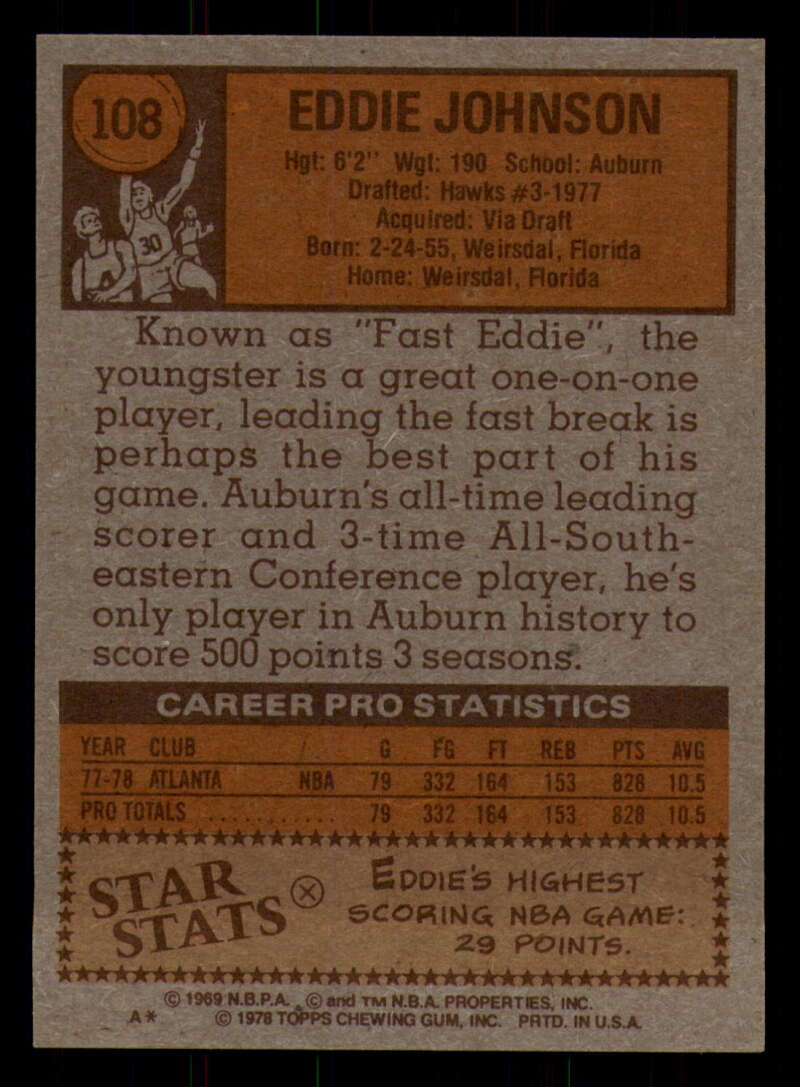 108
EDDIE JOHNSON
Hgt: 6'2" Wgt: 190 School: Auburn
Drafted: Hawks #3-1977
Acquired: Via Draft
Born: 2-24-55, Weirsdal, Florida
Home: Weirsdal, Florida
30
Known as "Fast Eddie", the
youngster is a great one-on-one
player, leading the fast break is
perhaps the best part of his
game. Auburn's all-time leading
scorer and 3-time All-South-
eastern Conference player, he's
only player in Auburn history to
score 500 points 3 seasons.
CAREER PRO STATISTICS
YEAR CLUB G FG FT REB PTS AVG
77-78 ATLANTA NBA 79 332 164 153 828 10.5
PRO TOTALS ........... 79 332 164 153 828 10.5
STAR
STATS
EDDIE'S HIGHEST
SCORING NBA GAME:
29 POINTS.
© 1969 N.B.P.A. © and TM N.B.A. PROPERTIES, INC.
A* © 1978 TOPPS CHEWING GUM, INC. PRTD. IN U.S.A.